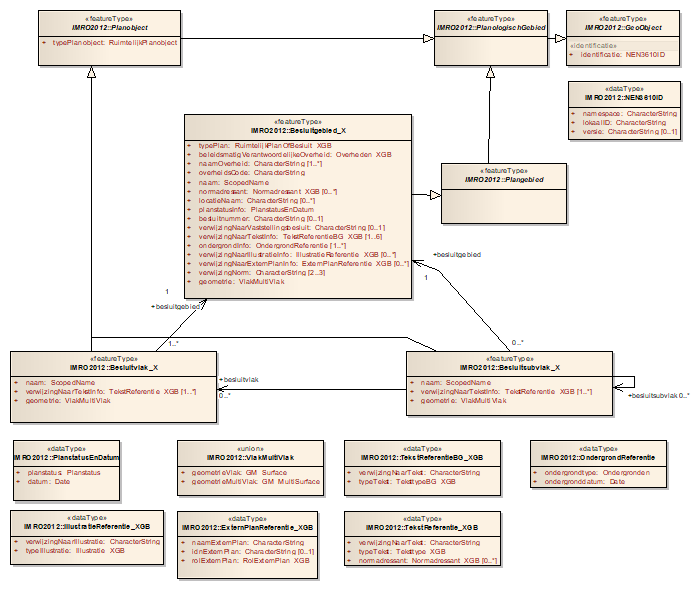 «featureType»
IMRO2012::Planobject
+ typePlanobject: RuimtelijkPlanobject
«featureType»
IMRO2012::PlanologischGebied
«featureType»
IMRO2012::GeoObject
«identificatie»
+ identificatie: NEN3610ID
«dataType»
IMRO2012::NEN3610ID
+ namespace: CharacterString
+ lokaalID: CharacterString
+ versie: CharacterString [0..1]
«featureType»
IMRO2012::Besluitgebied_X
+ typePlan: RuimtelijkPlanOfBesluit_XGB
+ beleidsmatigVerantwoordelijkeOverheid: Overheden_XGB
+ naamOverheid: CharacterString [1..*]
+ overheidsCode: CharacterString
+ naam: ScopedName
+ normadressant: Normadressant_XGB [0..*]
+ locatieNaam: CharacterString [0..*]
+ planstatusInfo: PlanstatusEnDatum
+ besluitnummer: CharacterString [0..1]
+ verwijzingNaarVaststellingsbesluit: CharacterString [0..1]
+ verwijzingNaarTekstInfo: TekstReferentieBG_XGB [1..6]
+ ondergrondInfo: OndergrondReferentie [1..*]
+ verwijzingNaarIllustratieInfo: IllustratieReferentie_XGB [0..*]
+ verwijzingNaarExternPlanInfo: ExternPlanReferentie_XGB [0..*]
+ verwijzingNorm: CharacterString [2..3]
+ geometrie: VlakMultiVlak
«featureType»
IMRO2012::Plangebied
+besluitgebied
1
1
+besluitgebied
1..*
0..*
«featureType»
IMRO2012::Besluitvlak_X
+ naam: ScopedName
+ verwijzingNaarTekstInfo: TekstReferentie_XGB [1..*]
+ geometrie: VlakMultiVlak
+besluitvlak
0..*
«featureType»
IMRO2012::Besluitsubvlak_X
+ naam: ScopedName
+ verwijzingNaarTekstInfo: TekstReferentie_XGB [1..*]
+ geometrie: VlakMultiVlak
+besluitsubvlak 0..*
«dataType»
IMRO2012::PlanstatusEnDatum
+ planstatus: Planstatus
+ datum: Date
«union»
IMRO2012::VlakMultiVlak
+ geometrieVlak: GM_Surface
+ geometrieMultiVlak: GM_MultiSurface
«dataType»
IMRO2012::TekstReferentieBG_XGB
+ verwijzingNaarTekst: CharacterString
+ typeTekst: TeksttypeBG_XGB
«dataType»
IMRO2012::OndergrondReferentie
+ ondergrondtype: Ondergronden
+ ondergronddatum: Date
«dataType»
IMRO2012::IllustratieReferentie_XGB
+ verwijzingNaarIllustratie: CharacterString
+ typeIllustratie: Illustratie_XGB
«dataType»
IMRO2012::ExternPlanReferentie_XGB
+ naamExternPlan: CharacterString
+ idnExternPlan: CharacterString [0..1]
+ rolExternPlan: RolExternPlan_XGB
«dataType»
IMRO2012::TekstReferentie_XGB
+ verwijzingNaarTekst: CharacterString
+ typeTekst: Teksttype_XGB
+ normadressant: Normadressant_XGB [0..*]